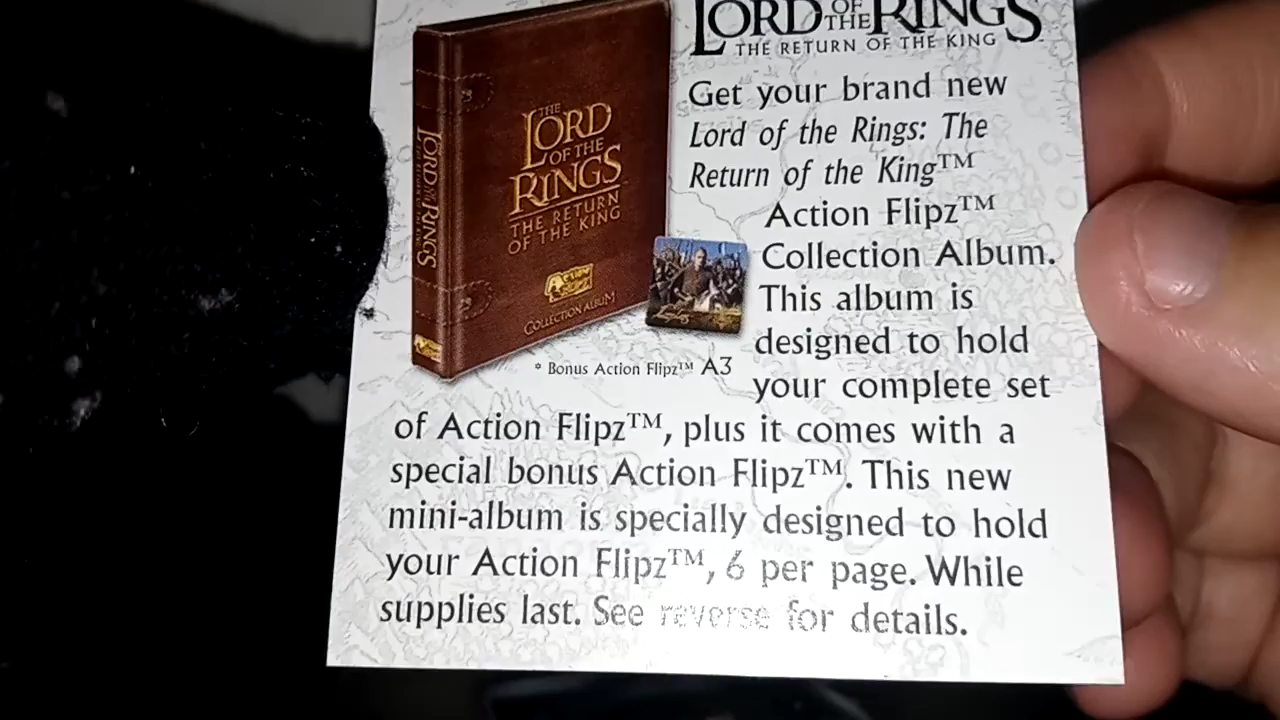 LORD OF THE RINGS
THE RETURN OF THE KING
Get your brand new
Lord of the Rings: The
Return of the King™
Action Flipz™
Collection Album.
This album is
designed to hold
your complete set
of Action Flipz™, plus it comes with a
special bonus Action Flipz™. This new
mini-album is specially designed to hold
your Action Flipz™, 6 per page. While
supplies last. See reverse for details.
THE
LORD
OF THE
RINGS
THE RETURN
OF THE KING
COLLECTION ALBUM
LORD OF THE RINGS
* Bonus Action Flipz™ A3